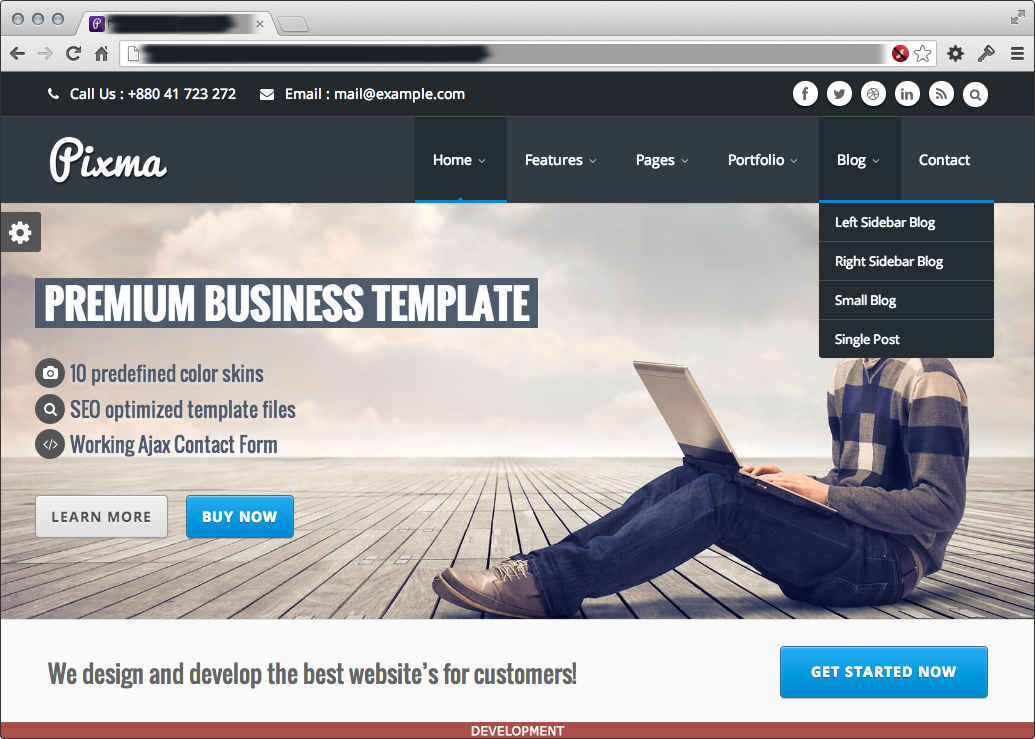 Call Us : +880 41 723 272 Email : mail@example.com
Pixma
Home Features Pages Portfolio Blog Contact
Left Sidebar Blog
Right Sidebar Blog
Small Blog
Single Post
PREMIUM BUSINESS TEMPLATE
10 predefined color skins
SEO optimized template files
Working Ajax Contact Form
LEARN MORE BUY NOW
We design and develop the best website’s for customers!
GET STARTED NOW
DEVELOPMENT